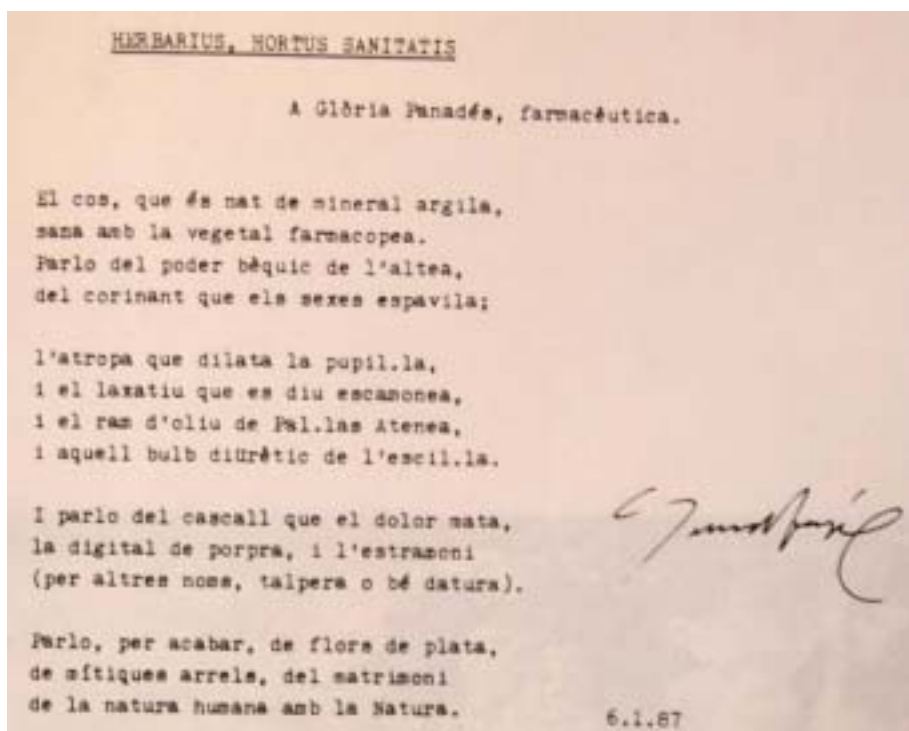 HERBARIUS, HORTUS SANITATIS
A Glòria Panadés, farmacêutica.
El cos, que és nat de mineral argila,
sana amb la vegetal farmacopea.
Parlo del poder bèquic de l'altea,
del corinant que els sexes espavila;
l'atropa que dilata la pupil.la,
i el laxatiu que es diu escamonea,
i el ram d'oliu de Pal.las Atenea,
i aquell bulb diürètic de l'escil.la.
I parlo del cascall que el dolor mata,
la digital de porpra, i l'estramoni
(per altres noms, talpera o bé datura).
Parlo, per acabar, de flors de plata,
de mítiques arrels, del matrimoni
de la natura humana amb la Natura.
6.1.87